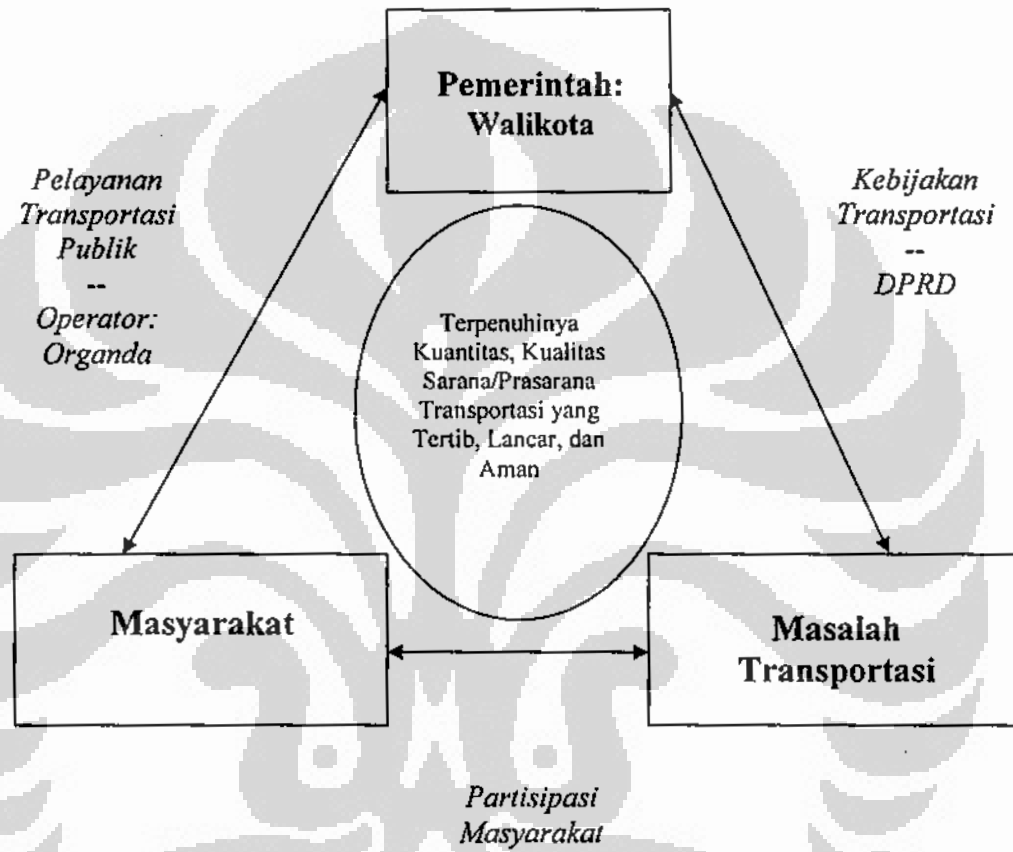 Pemerintah:
Walikota
Pelayanan
Transportasi
Publik
--
Operator:
Organda
Kebijakan
Transportasi
--
DPRD
Terpenuhinya
Kuantitas, Kualitas
Sarana/Prasarana
Transportasi yang
Tertib, Lancar, dan
Aman
Masyarakat
Masalah
Transportasi
Partisipasi
Masyarakat